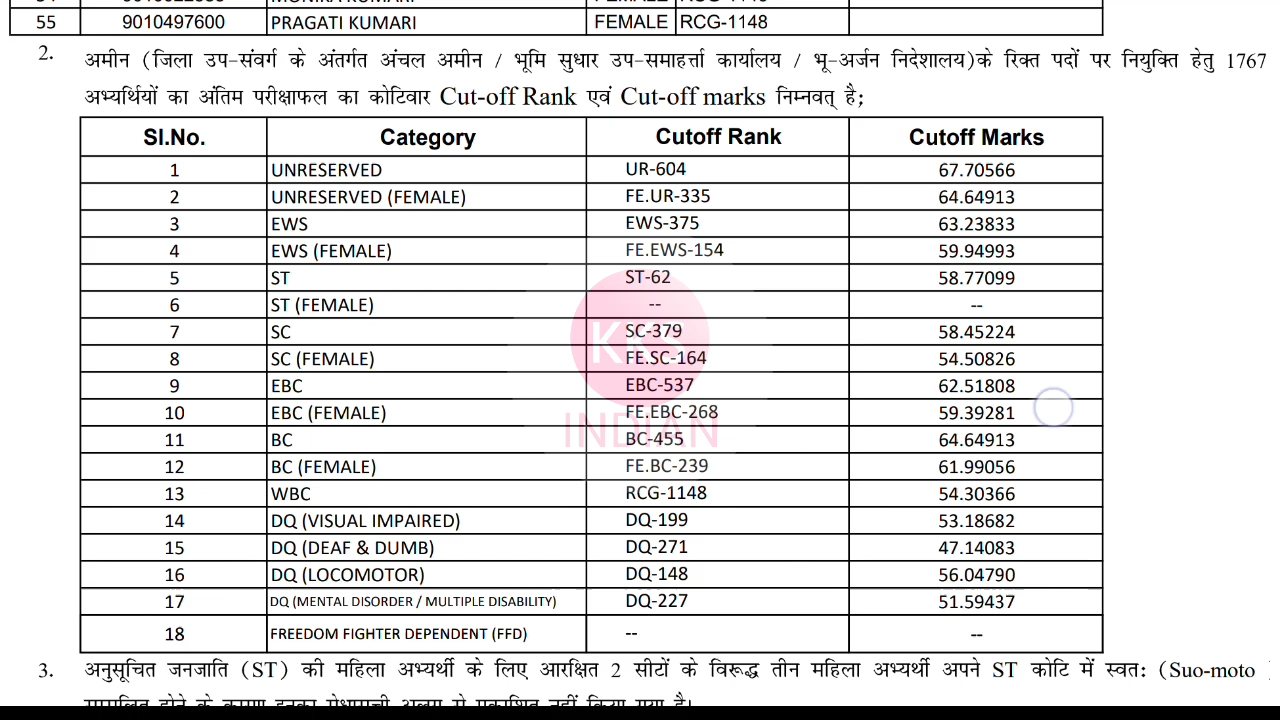 55 9010497600 PRAGATI KUMARI FEMALE RCG-1148
2. अमीन (जिला उप-संवर्ग के अंतर्गत अंचल अमीन / भूमि सुधार उप-समाहर्त्ता कार्यालय / भू-अर्जन निदेशालय)के रिक्त पदों पर नियुक्ति हेतु 1767
अभ्यर्थियों का अंतिम परीक्षाफल का कोटिवार Cut-off Rank एवं Cut-off marks निम्नवत् है;
Sl.No. Category Cutoff Rank Cutoff Marks
1 UNRESERVED UR-604 67.70566
2 UNRESERVED (FEMALE) FE.UR-335 64.64913
3 EWS EWS-375 63.23833
4 EWS (FEMALE) FE.EWS-154 59.94993
5 ST ST-62 58.77099
6 ST (FEMALE) -- --
7 SC SC-379 58.45224
8 SC (FEMALE) FE.SC-164 54.50826
9 EBC EBC-537 62.51808
10 EBC (FEMALE) FE.EBC-268 59.39281
11 BC BC-455 64.64913
12 BC (FEMALE) FE.BC-239 61.99056
13 WBC RCG-1148 54.30366
14 DQ (VISUAL IMPAIRED) DQ-199 53.18682
15 DQ (DEAF & DUMB) DQ-271 47.14083
16 DQ (LOCOMOTOR) DQ-148 56.04790
17 DQ (MENTAL DISORDER / MULTIPLE DISABILITY) DQ-227 51.59437
18 FREEDOM FIGHTER DEPENDENT (FFD) -- --
KKS
INDIAN
3. अनुसूचित जनजाति (ST) की महिला अभ्यर्थी के लिए आरक्षित 2 सीटों के विरूद्ध तीन महिला अभ्यर्थी अपने ST कोटि में स्वत: (Suo-moto